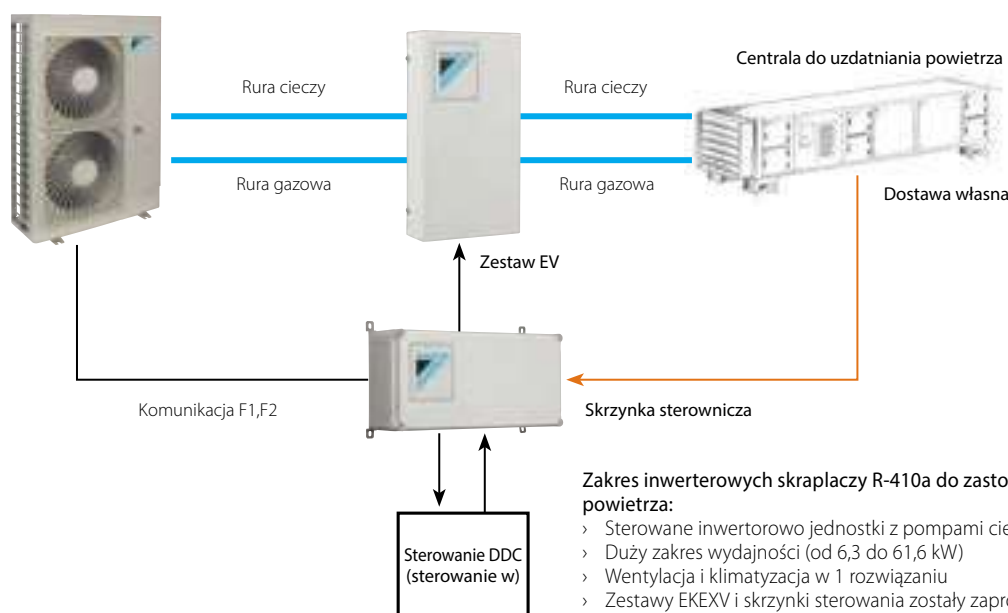 Centrala do uzdatniania powietrza
Rura cieczy
Rura cieczy
Rura gazowa
Rura gazowa
Dostawa własna
Zestaw EV
Komunikacja F1,F2
Skrzynka sterownicza
Sterowanie DDC
(sterowanie w)
Zakres inwerterowych skraplaczy R-410a do zasto
powietrza:
› Sterowane inwertorowo jednostki z pompami cie
› Duży zakres wydajności (od 6,3 do 61,6 kW)
› Wentylacja i klimatyzacja w 1 rozwiązaniu
› Zestawy EKEXV i skrzynki sterowania zostały zapro